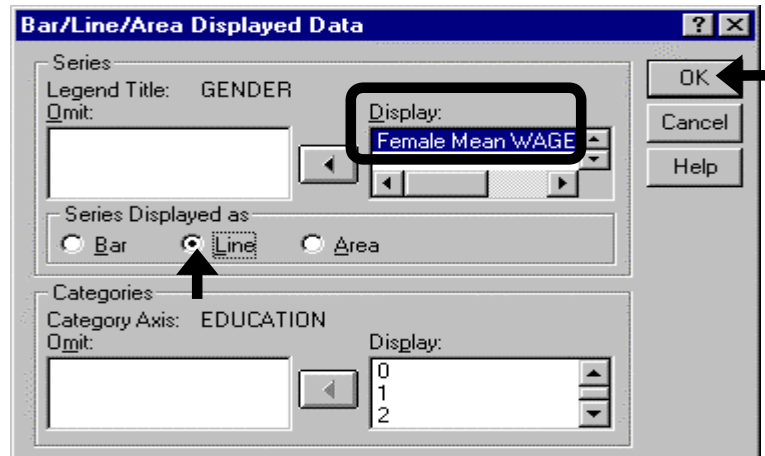 Bar/Line/Area Displayed Data
Series
Legend Title: GENDER
Omit:
Display:
Female Mean WAGE
OK
Cancel
Help
Series Displayed as
Bar Line Area
Categories
Category Axis: EDUCATION
Omit:
Display:
0
1
2